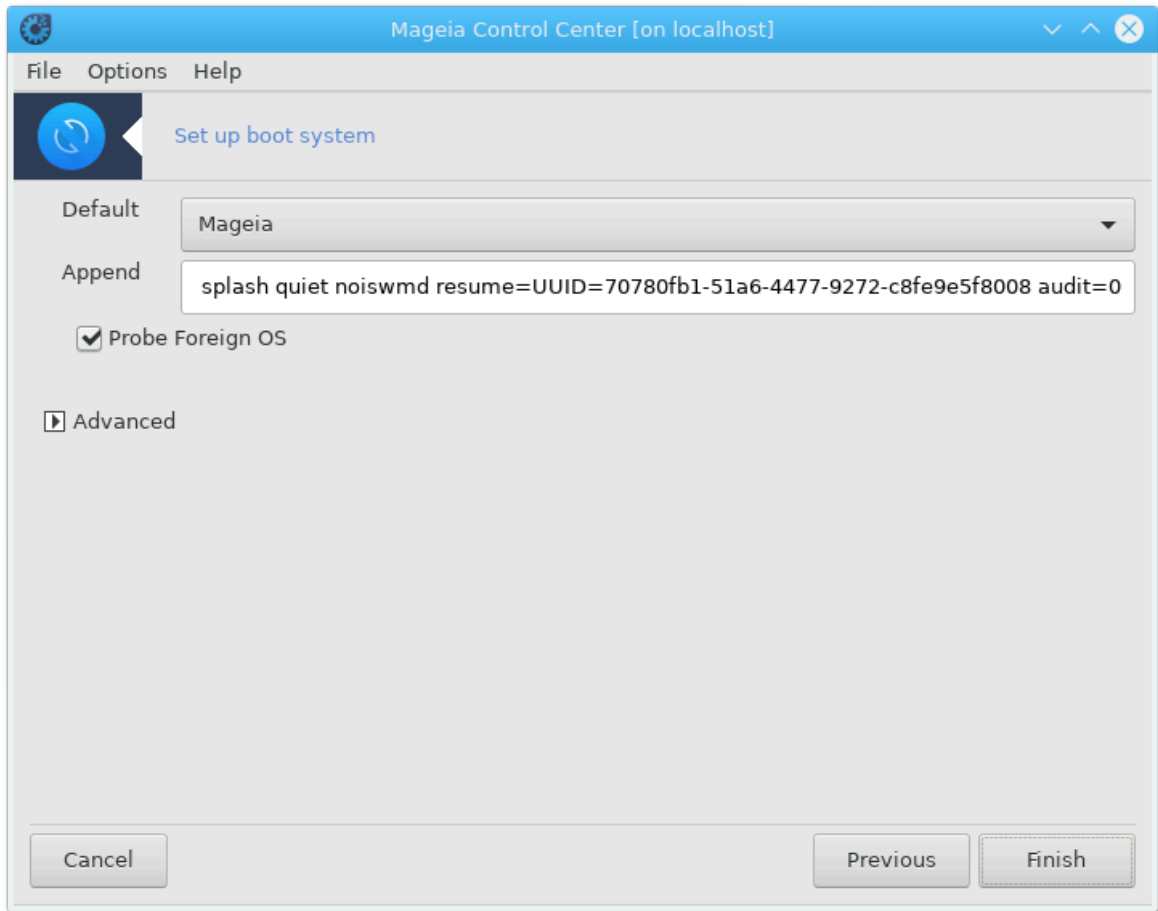 Mageia Control Center [on localhost]
File Options Help
Set up boot system
Default
Mageia
Append
splash quiet noiswmd resume=UUID=70780fb1-51a6-4477-9272-c8fe9e5f8008 audit=0
Probe Foreign OS
Advanced
Cancel Previous Finish